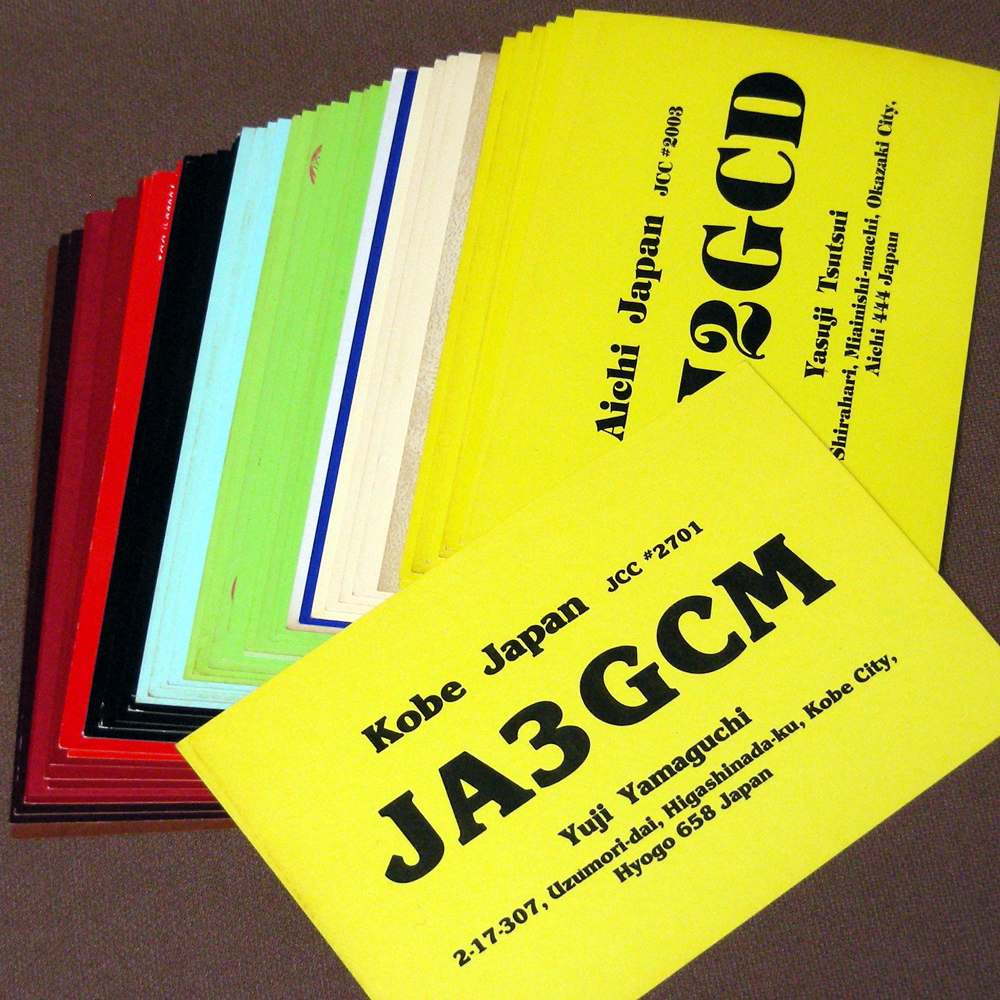 Aichi Japan JCC #2003
2GCD
Yasuji Tsutsui
Shirahari, Miainishi-machi, Okazaki City,
Aichi 444 Japan
Kobe Japan JCC #2701
JA3GCM
Yuji Yamaguchi
2-17-307, Uzumori-dai, Higashinada-ku, Kobe City,
Hyogo 658 Japan